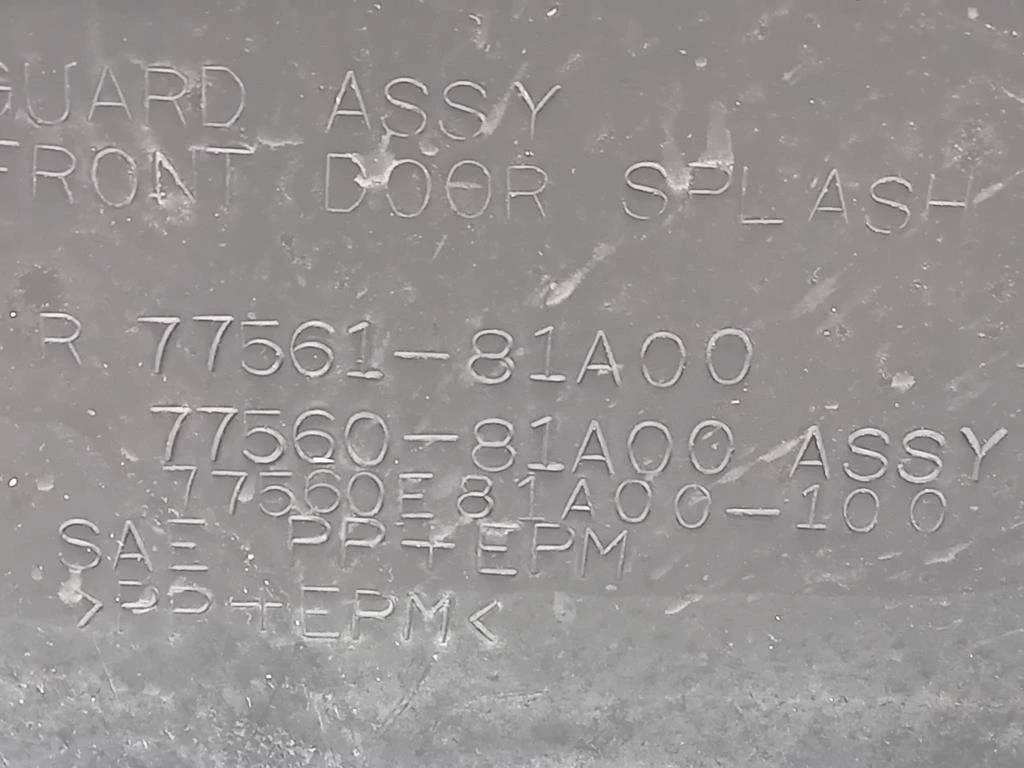 GUARD ASSY
FRONT DOOR SPLASH
R 77561-81A00
77560-81A00 ASSY
77560E81A00-100
SAE PP+EPM
>PP+EPM<